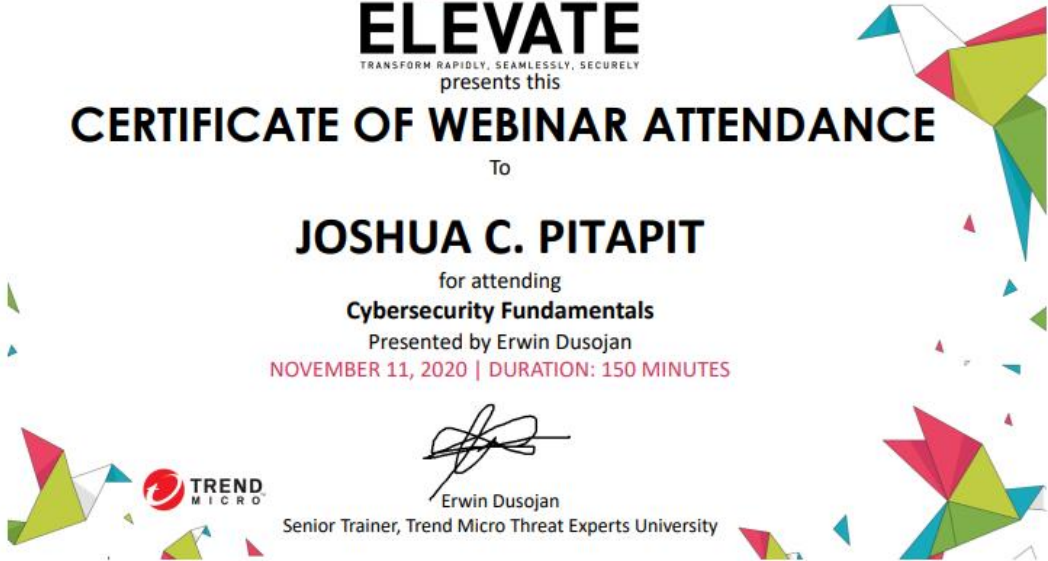 ELEVATE
TRANSFORM RAPIDLY, SEAMLESSLY, SECURELY
presents this
CERTIFICATE OF WEBINAR ATTENDANCE
To
JOSHUA C. PITAPIT
for attending
Cybersecurity Fundamentals
Presented by Erwin Dusojan
NOVEMBER 11, 2020 | DURATION: 150 MINUTES
TREND
MICRO™
Erwin Dusojan
Senior Trainer, Trend Micro Threat Experts University